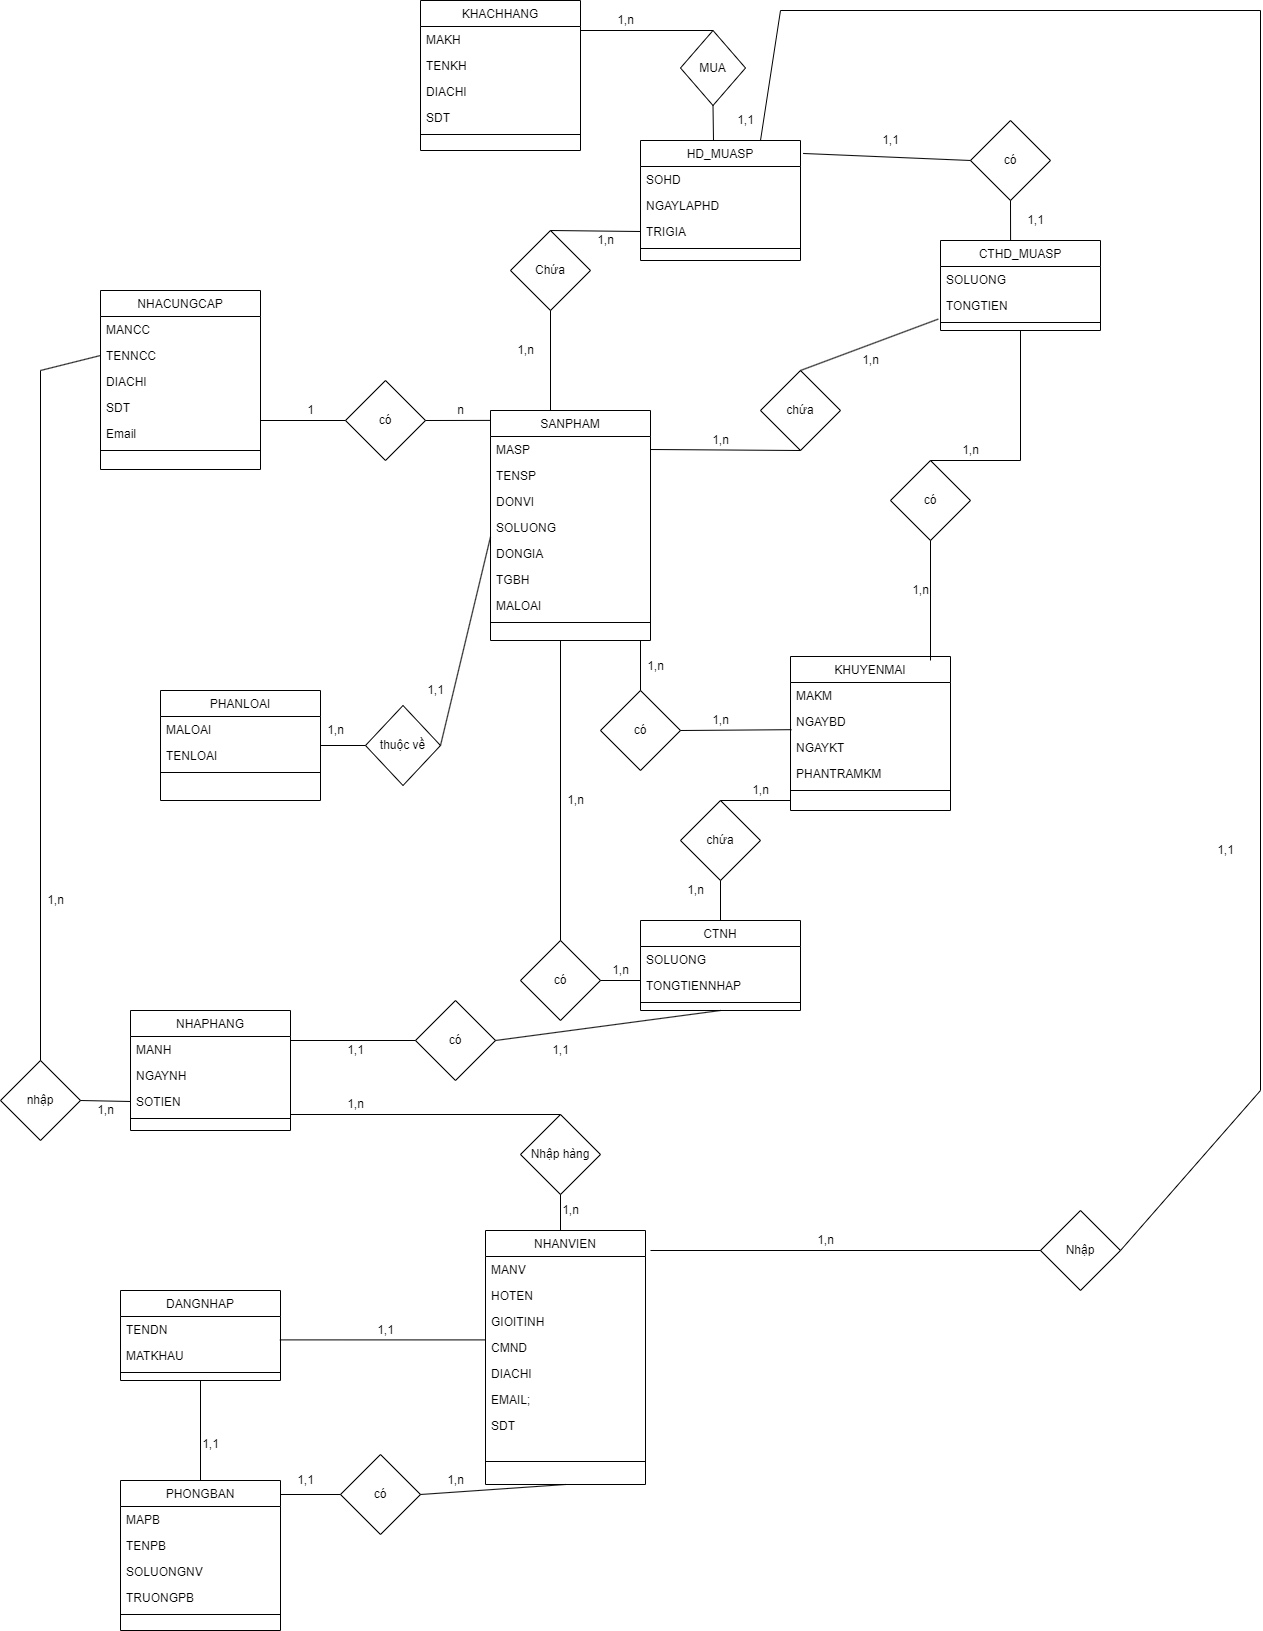 KHACHHANG
MAKH
TENKH
DIACHI
SDT
1,n
MUA
1,1
HD_MUASP
SOHD
NGAYLAPHD
TRIGIA
1,1
có
1,1
CTHD_MUASP
SOLUONG
TONGTIEN
1,n
Chứa
1,n
NHACUNGCAP
MANCC
TENNCC
DIACHI
SDT
Email
1
có
n
SANPHAM
MASP
TENSP
DONVI
SOLUONG
DONGIA
TGBH
MALOAI
1,n
chứa
1,n
1,n
có
1,n
KHUYENMAI
MAKM
NGAYBD
NGAYKT
PHANTRAMKM
1,n
có
1,n
1,1
PHANLOAI
MALOAI
TENLOAI
1,n
thuộc về
1,n
1,n
chứa
1,n
1,1
1,n
CTNH
SOLUONG
TONGTIENNHAP
có
1,n
NHAPHANG
MANH
NGAYNH
SOTIEN
1,1
có
1,1
nhập
1,n
1,n
Nhập hàng
1,n
NHANVIEN
MANV
HOTEN
GIOITINH
CMND
DIACHI
EMAIL;
SDT
1,n
Nhập
DANGNHAP
TENDN
MATKHAU
1,1
1,1
PHONGBAN
MAPB
TENPB
SOLUONGNV
TRUONGPB
1,1
có
1,n